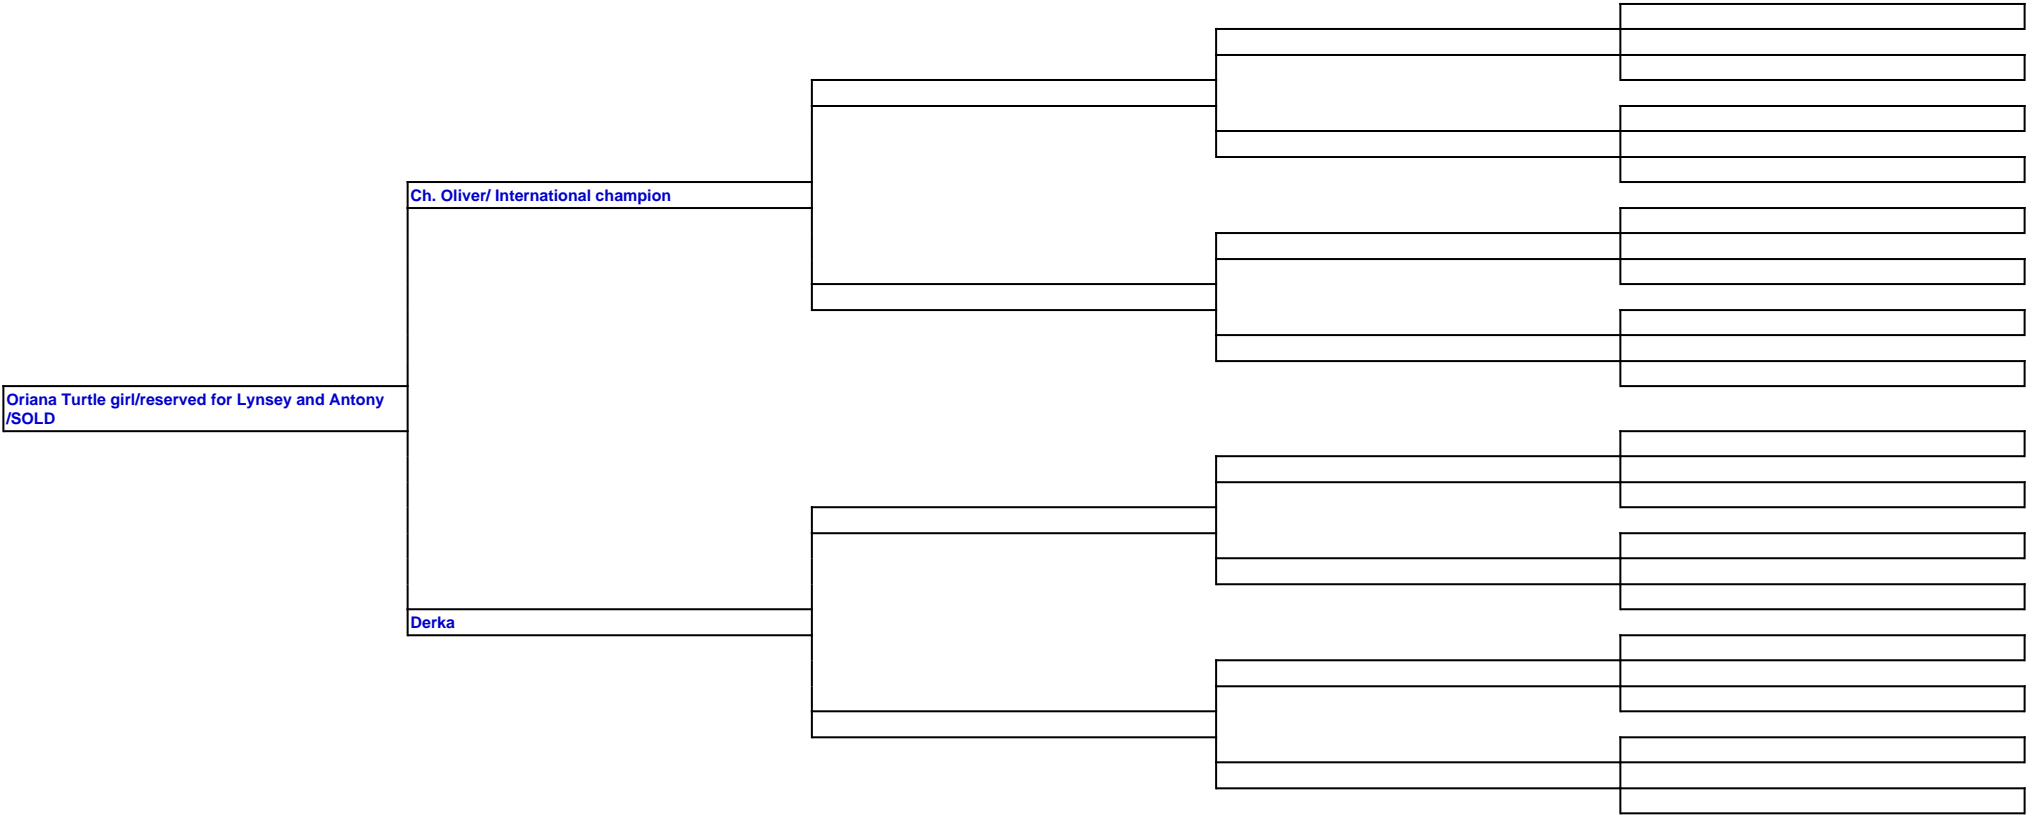 Ch. Oliver/ International champion
Oriana Turtle girl/reserved for Lynsey and Antony
/SOLD
Derka